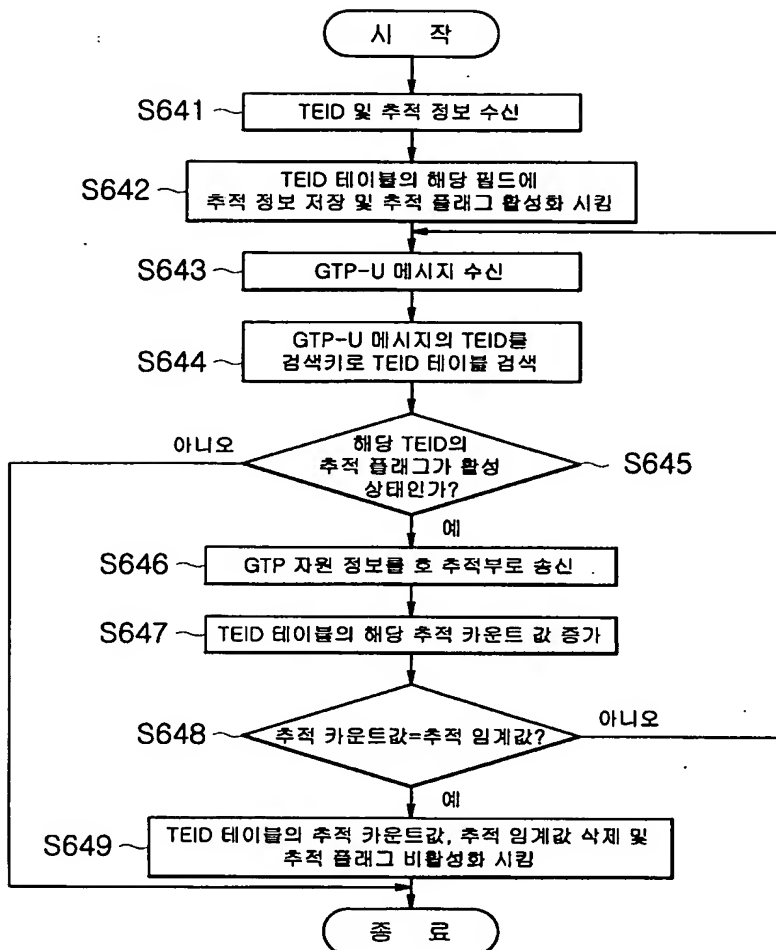 시 작
S641
TEID 및 추적 정보 수신
S642
TEID 테이블의 해당 필드에
추적 정보 저장 및 추적 플래그 활성화 시킴
S643
GTP-U 메시지 수신
S644
GTP-U 메시지의 TEID를
검색키로 TEID 테이블 검색
아니오
해당 TEID의
추적 플래그가 활성
상태인가?
S645
예
S646
GTP 자원 정보를 호 추적부로 송신
S647
TEID 테이블의 해당 추적 카운트 값 증가
S648
추적 카운트값=추적 임계값?
아니오
예
S649
TEID 테이블의 추적 카운트값, 추적 임계값 삭제 및
추적 플래그 비활성화 시킴
종 료